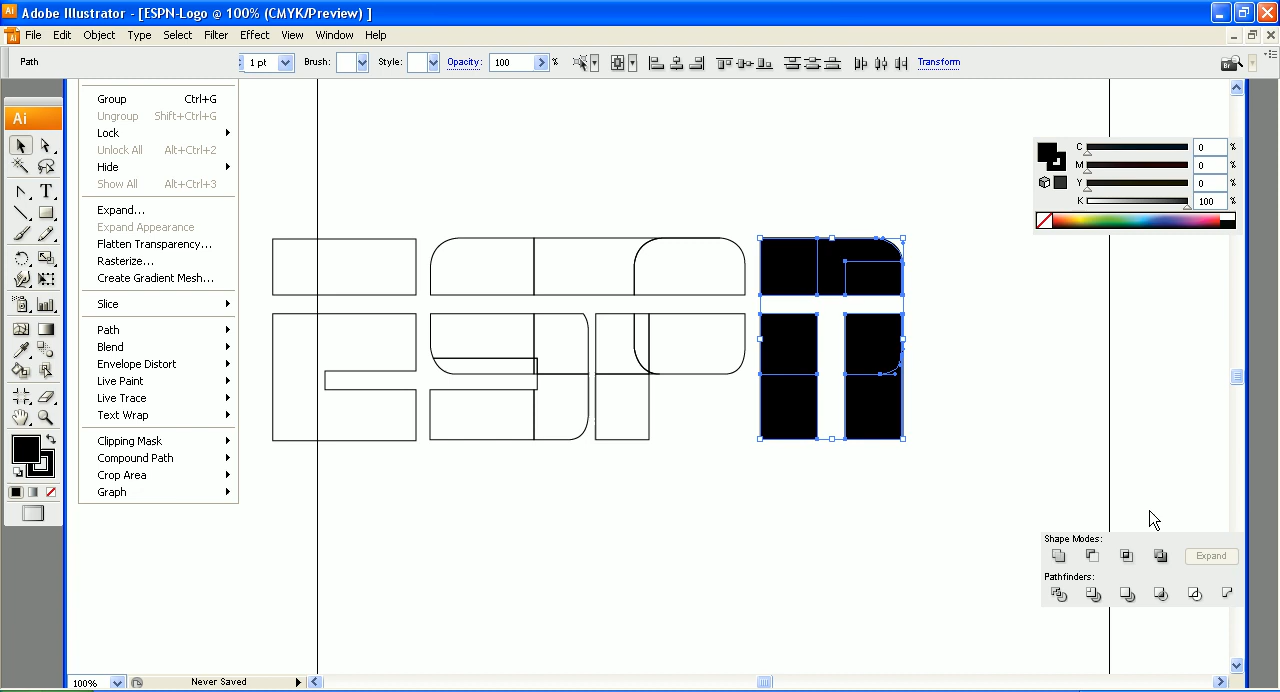 Ai Adobe Illustrator - [ESPN-Logo @ 100% (CMYK/Preview) ]
Ai File Edit Object Type Select Filter Effect View Window Help
Path 1 pt Brush: Style: Opacity: 100 % Transform Br
Ai
Group Ctrl+G
Ungroup Shift+Ctrl+G
Lock
Unlock All Alt+Ctrl+2
Hide
Show All Alt+Ctrl+3
Expand...
Expand Appearance
Flatten Transparency...
Rasterize...
Create Gradient Mesh...
Slice
Path
Blend
Envelope Distort
Live Paint
Live Trace
Text Wrap
Clipping Mask
Compound Path
Crop Area
Graph
T
C 0 %
M 0 %
Y 0 %
K 100 %
Shape Modes:
Expand
Pathfinders:
100% Never Saved